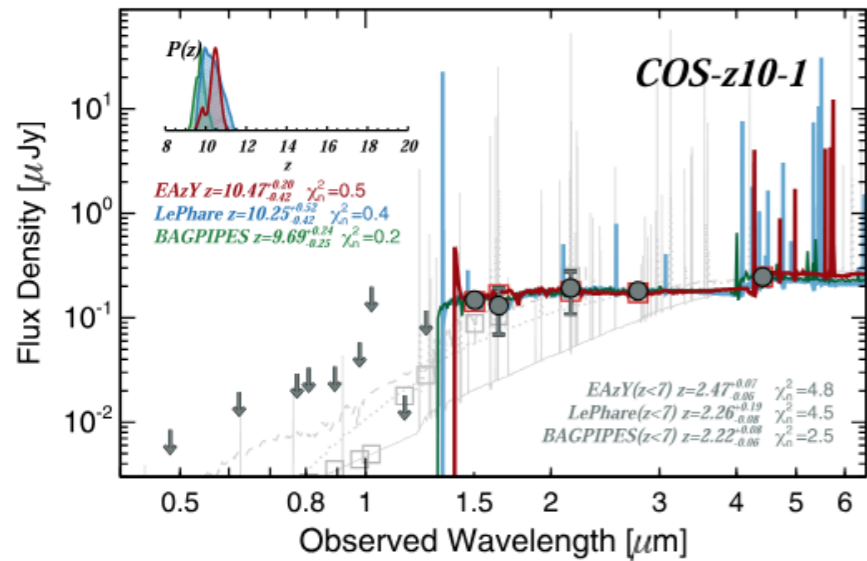 COS-z10-1
P(z)
8 10 12 14 16 18 20
z
EAzY z=10.47+0.20-0.42 χ²n=0.5
LePhare z=10.25+0.52-0.42 χ²n=0.4
BAGPIPES z=9.69+0.24-0.25 χ²n=0.2
Flux Density [μJy]
10¹
10⁰
10⁻¹
10⁻²
EAzY(z<7) z=2.47+0.07-0.06 χ²n=4.8
LePhare(z<7) z=2.26+0.19-0.08 χ²n=4.5
BAGPIPES(z<7) z=2.22+0.08-0.06 χ²n=2.5
0.5 0.8 1 1.5 2 3 4 5 6
Observed Wavelength [μm]